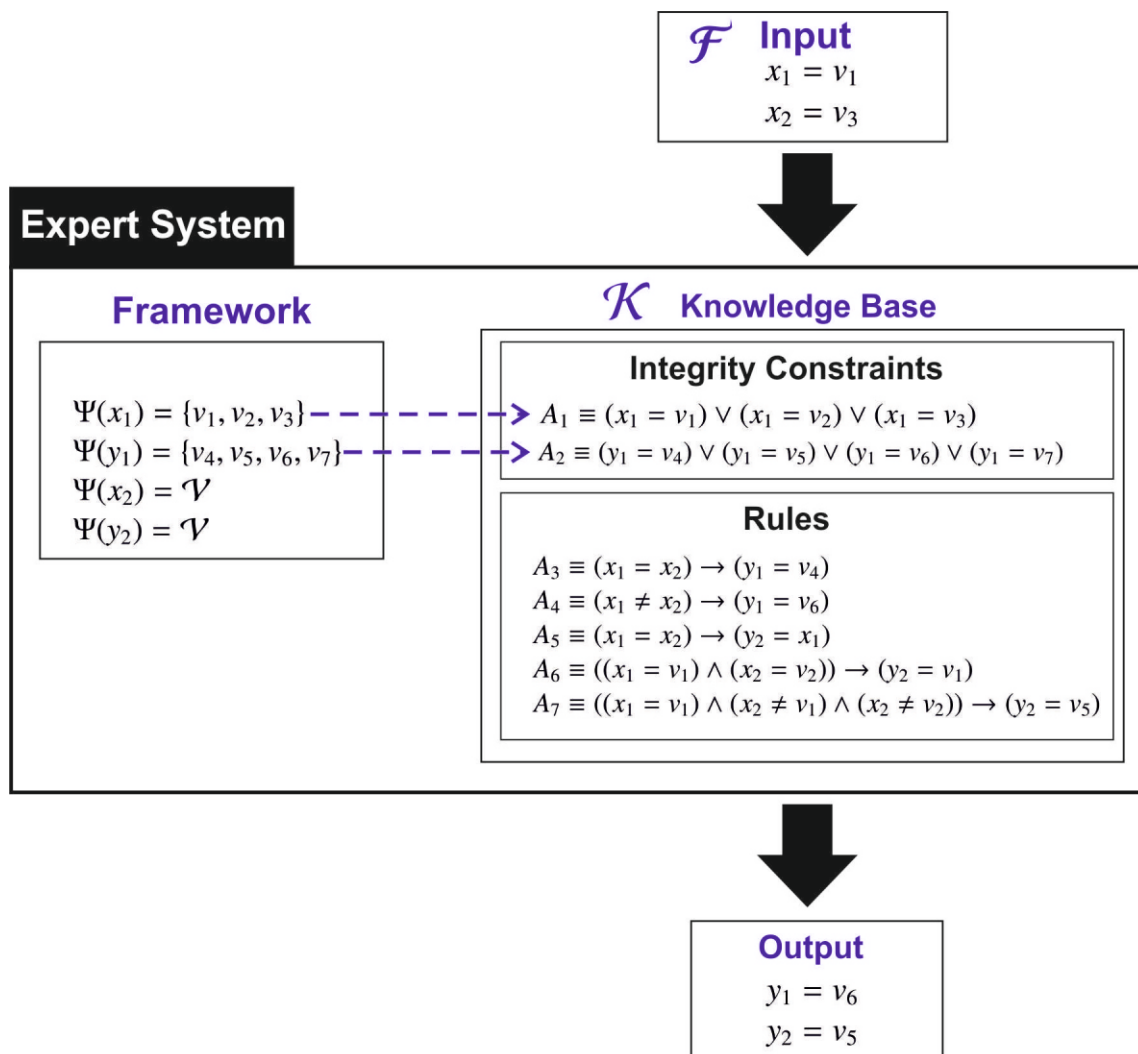 ℱ Input
x₁ = v₁
x₂ = v₃
Expert System
Framework
Ψ(x₁) = {v₁, v₂, v₃}
Ψ(y₁) = {v₄, v₅, v₆, v₇}
Ψ(x₂) = 𝒱
Ψ(y₂) = 𝒱
𝒦 Knowledge Base
Integrity Constraints
A₁ ≡ (x₁ = v₁) ∨ (x₁ = v₂) ∨ (x₁ = v₃)
A₂ ≡ (y₁ = v₄) ∨ (y₁ = v₅) ∨ (y₁ = v₆) ∨ (y₁ = v₇)
Rules
A₃ ≡ (x₁ = x₂) → (y₁ = v₄)
A₄ ≡ (x₁ ≠ x₂) → (y₁ = v₆)
A₅ ≡ (x₁ = x₂) → (y₂ = x₁)
A₆ ≡ ((x₁ = v₁) ∧ (x₂ = v₂)) → (y₂ = v₁)
A₇ ≡ ((x₁ = v₁) ∧ (x₂ ≠ v₁) ∧ (x₂ ≠ v₂)) → (y₂ = v₅)
Output
y₁ = v₆
y₂ = v₅